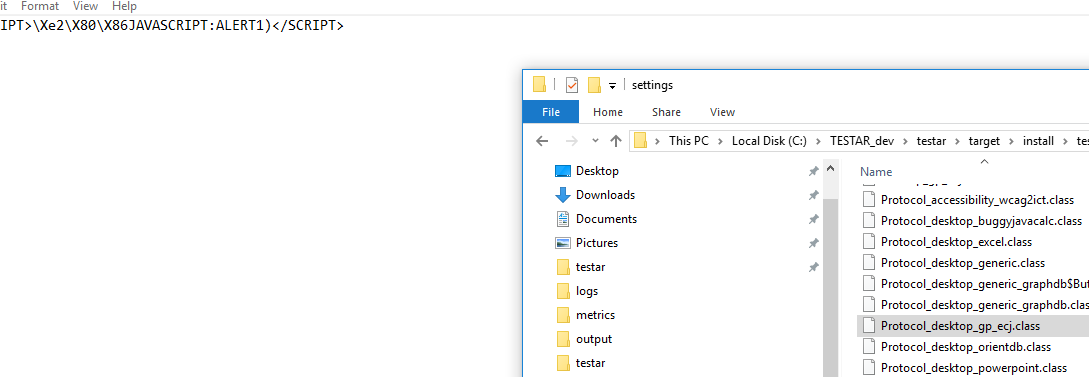 it Format View Help
IPT>\Xe2\X80\X86JAVASCRIPT:ALERT1)</SCRIPT>
settings
File Home Share View
This PC > Local Disk (C:) > TESTAR_dev > testar > target > install > tes
Desktop
Downloads
Documents
Pictures
testar
logs
metrics
output
testar
Name
Protocol_accessibility_wcag2ict.class
Protocol_desktop_buggyjavacalc.class
Protocol_desktop_excel.class
Protocol_desktop_generic.class
Protocol_desktop_generic_graphdb$But
Protocol_desktop_generic_graphdb.clas
Protocol_desktop_gp_ecj.class
Protocol_desktop_orientdb.class
Protocol_desktop_powerpoint.class